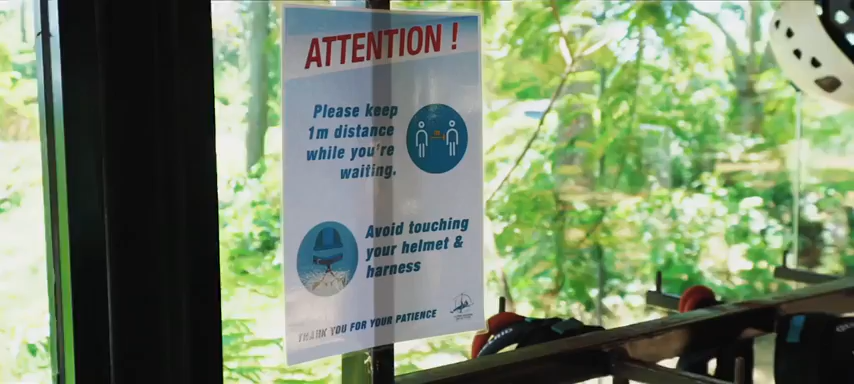 ATTENTION !
Please keep
1m distance
while you're
waiting.
Avoid touching
your helmet &
harness
THANK YOU FOR YOUR PATIENCE